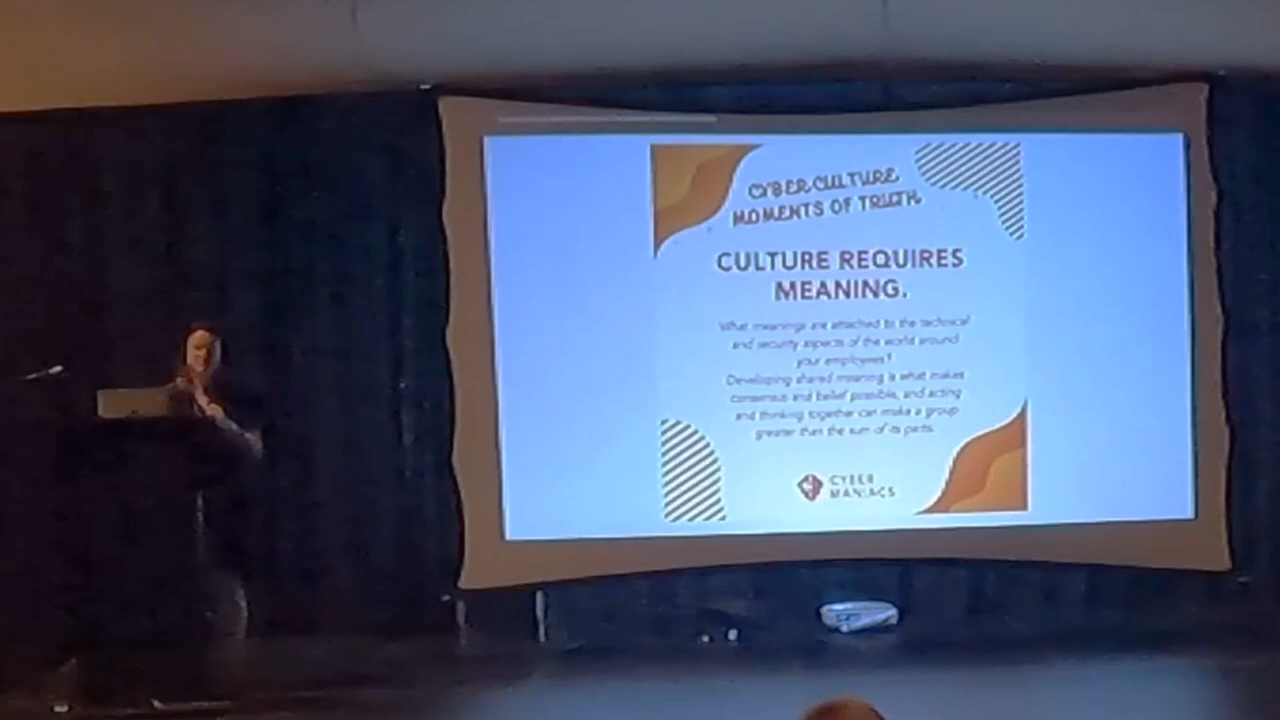 CYBER CULTURE
MOMENTS OF TRUTH
CULTURE REQUIRES
MEANING.
What meanings are attached to the technical
and security aspects of the world around
your employees?
Developing shared meaning is what makes
consensus and belief possible, and acting
and thinking together can make a group
greater than the sum of its parts.
CYBER
MANIACS